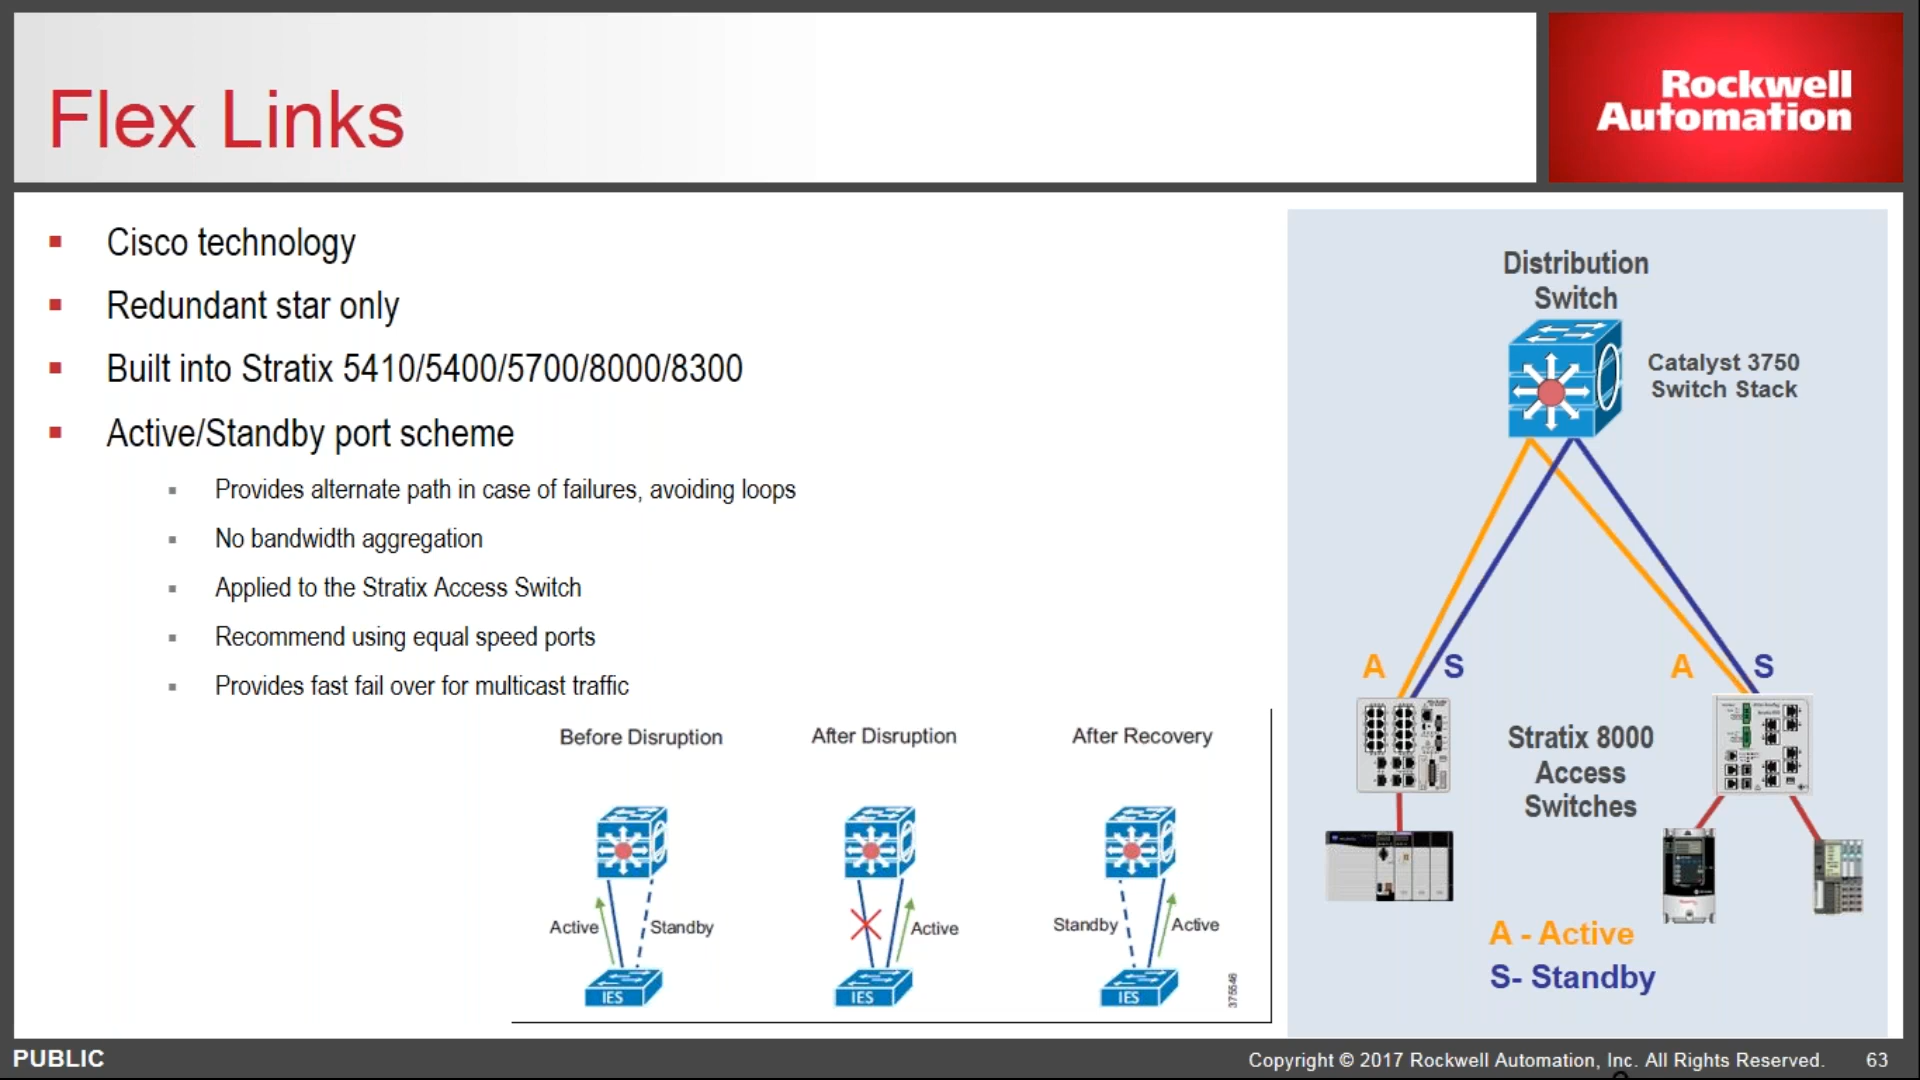 Flex Links
Rockwell
Automation
Cisco technology
Redundant star only
Built into Stratix 5410/5400/5700/8000/8300
Active/Standby port scheme
Provides alternate path in case of failures, avoiding loops
No bandwidth aggregation
Applied to the Stratix Access Switch
Recommend using equal speed ports
Provides fast fail over for multicast traffic
Before Disruption
After Disruption
After Recovery
Active
Standby
Active
Standby
Active
IES
IES
IES
375546
Distribution
Switch
Catalyst 3750
Switch Stack
A
S
A
S
Stratix 8000
Access
Switches
A - Active
S- Standby
PUBLIC
Copyright © 2017 Rockwell Automation, Inc. All Rights Reserved.
63